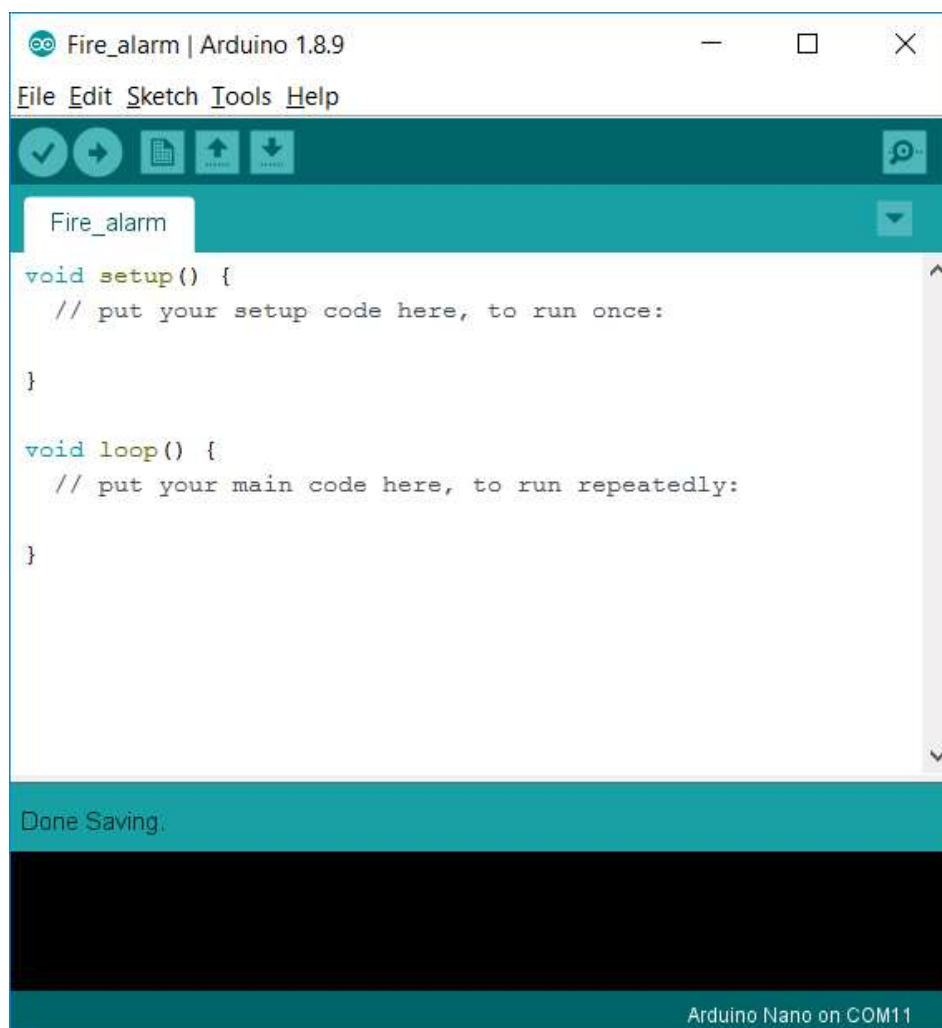 Fire_alarm | Arduino 1.8.9
File Edit Sketch Tools Help
Fire_alarm
void setup() {
  // put your setup code here, to run once:
}
void loop() {
  // put your main code here, to run repeatedly:
}
Done Saving.
Arduino Nano on COM11